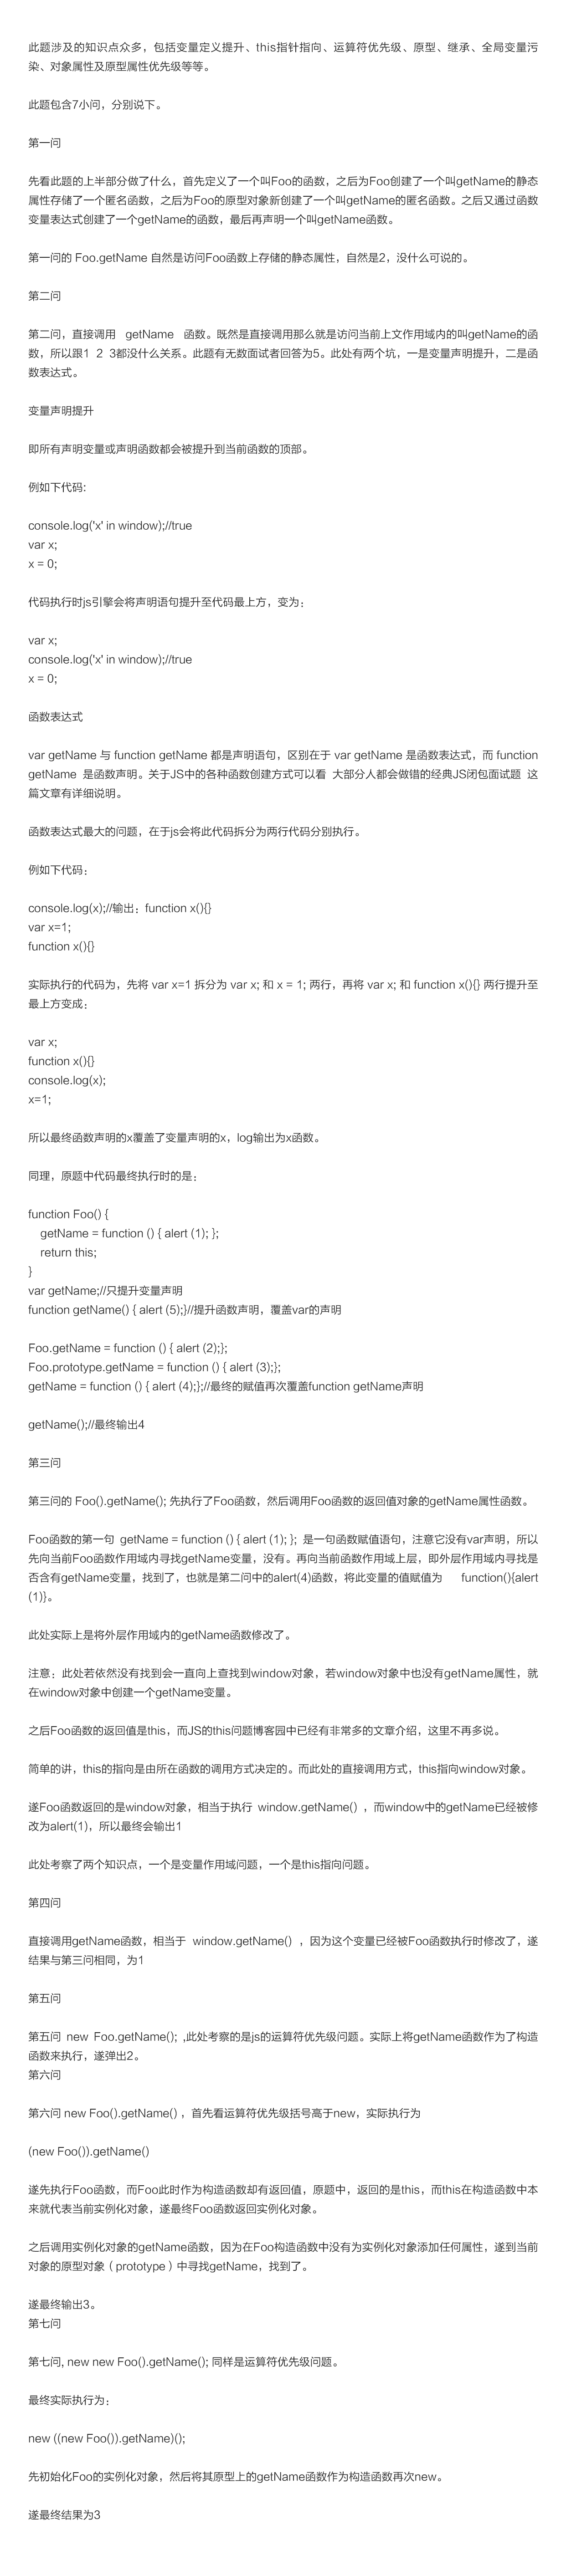 此题涉及的知识点众多，包括变量定义提升、this指针指向、运算符优先级、原型、继承、全局变量污
染、对象属性及原型属性优先级等等。
此题包含7小问，分别说下。
第一问
先看此题的上半部分做了什么，首先定义了一个叫Foo的函数，之后为Foo创建了一个叫getName的静态
属性存储了一个匿名函数，之后为Foo的原型对象新创建了一个叫getName的匿名函数。之后又通过函数
变量表达式创建了一个getName的函数，最后再声明一个叫getName函数。
第一问的 Foo.getName 自然是访问Foo函数上存储的静态属性，自然是2，没什么可说的。
第二问
第二问，直接调用 getName 函数。既然是直接调用那么就是访问当前上文作用域内的叫getName的函
数，所以跟1 2 3都没什么关系。此题有无数面试者回答为5。此处有两个坑，一是变量声明提升，二是函
数表达式。
变量声明提升
即所有声明变量或声明函数都会被提升到当前函数的顶部。
例如下代码:
console.log('x' in window);//true
var x;
x = 0;
代码执行时js引擎会将声明语句提升至代码最上方，变为：
var x;
console.log('x' in window);//true
x = 0;
函数表达式
var getName 与 function getName 都是声明语句，区别在于 var getName 是函数表达式，而 function
getName 是函数声明。关于JS中的各种函数创建方式可以看 大部分人都会做错的经典JS闭包面试题 这
篇文章有详细说明。
函数表达式最大的问题，在于js会将此代码拆分为两行代码分别执行。
例如下代码：
console.log(x);//输出：function x(){}
var x=1;
function x(){}
实际执行的代码为，先将 var x=1 拆分为 var x; 和 x = 1; 两行，再将 var x; 和 function x(){} 两行提升至
最上方变成：
var x;
function x(){}
console.log(x);
x=1;
所以最终函数声明的x覆盖了变量声明的x，log输出为x函数。
同理，原题中代码最终执行时的是：
function Foo() {
getName = function () { alert (1); };
return this;
}
var getName;//只提升变量声明
function getName() { alert (5);}//提升函数声明，覆盖var的声明
Foo.getName = function () { alert (2);};
Foo.prototype.getName = function () { alert (3);};
getName = function () { alert (4);};//最终的赋值再次覆盖function getName声明
getName();//最终输出4
第三问
第三问的 Foo().getName(); 先执行了Foo函数，然后调用Foo函数的返回值对象的getName属性函数。
Foo函数的第一句 getName = function () { alert (1); }; 是一句函数赋值语句，注意它没有var声明，所以
先向当前Foo函数作用域内寻找getName变量，没有。再向当前函数作用域上层，即外层作用域内寻找是
否含有getName变量，找到了，也就是第二问中的alert(4)函数，将此变量的值赋值为 function(){alert
(1)}。
此处实际上是将外层作用域内的getName函数修改了。
注意：此处若依然没有找到会一直向上查找到window对象，若window对象中也没有getName属性，就
在window对象中创建一个getName变量。
之后Foo函数的返回值是this，而JS的this问题博客园中已经有非常多的文章介绍，这里不再多说。
简单的讲，this的指向是由所在函数的调用方式决定的。而此处的直接调用方式，this指向window对象。
遂Foo函数返回的是window对象，相当于执行 window.getName() ，而window中的getName已经被修
改为alert(1)，所以最终会输出1
此处考察了两个知识点，一个是变量作用域问题，一个是this指向问题。
第四问
直接调用getName函数，相当于 window.getName() ，因为这个变量已经被Foo函数执行时修改了，遂
结果与第三问相同，为1
第五问
第五问 new Foo.getName(); ,此处考察的是js的运算符优先级问题。实际上将getName函数作为了构造
函数来执行，遂弹出2。
第六问
第六问 new Foo().getName() ，首先看运算符优先级括号高于new，实际执行为
(new Foo()).getName()
遂先执行Foo函数，而Foo此时作为构造函数却有返回值，原题中，返回的是this，而this在构造函数中本
来就代表当前实例化对象，遂最终Foo函数返回实例化对象。
之后调用实例化对象的getName函数，因为在Foo构造函数中没有为实例化对象添加任何属性，遂到当前
对象的原型对象（prototype）中寻找getName，找到了。
遂最终输出3。
第七问
第七问, new new Foo().getName(); 同样是运算符优先级问题。
最终实际执行为：
new ((new Foo()).getName)();
先初始化Foo的实例化对象，然后将其原型上的getName函数作为构造函数再次new。
遂最终结果为3